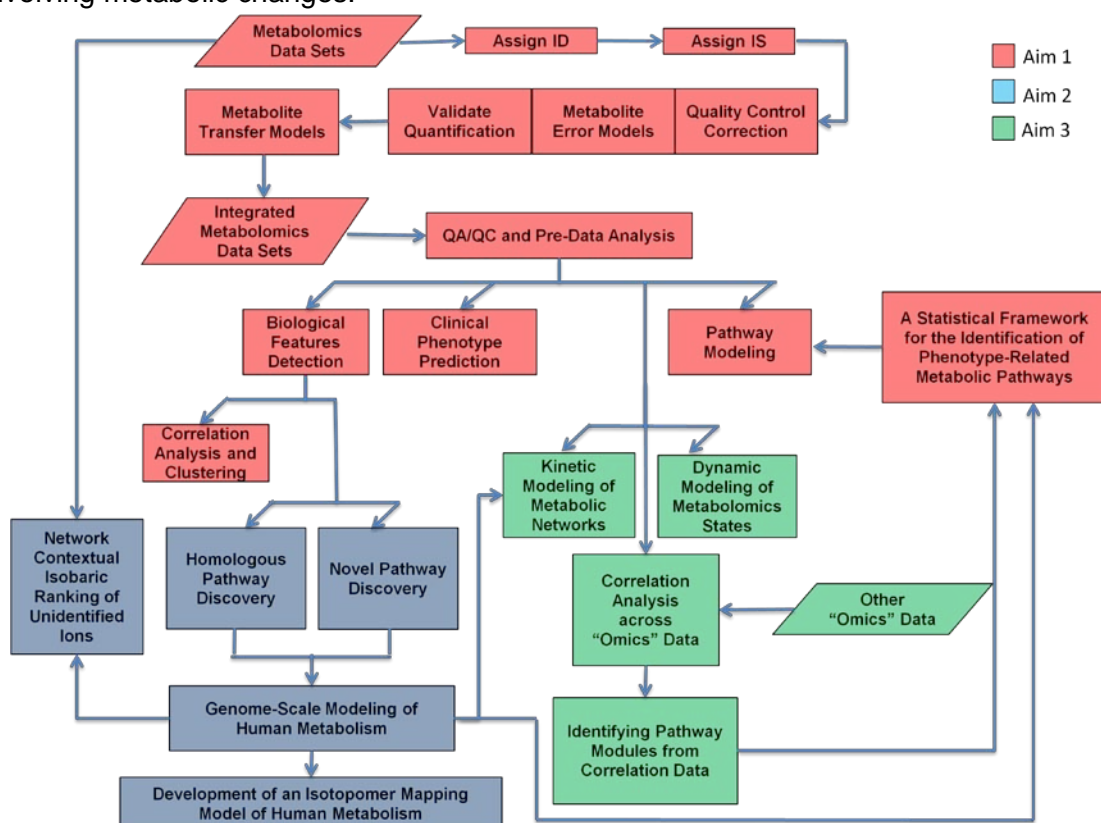 volving metabolic changes.
Metabolomics
Data Sets
Assign ID
Assign IS
Aim 1
Aim 2
Aim 3
Metabolite
Transfer Models
Validate
Quantification
Metabolite
Error Models
Quality Control
Correction
Integrated
Metabolomics
Data Sets
QA/QC and Pre-Data Analysis
Biological
Features
Detection
Clinical
Phenotype
Prediction
Pathway
Modeling
A Statistical Framework
for the Identification of
Phenotype-Related
Metabolic Pathways
Correlation
Analysis and
Clustering
Kinetic
Modeling of
Metabolic
Networks
Dynamic
Modeling of
Metabolomics
States
Network
Contextual
Isobaric
Ranking of
Unidentified
Ions
Homologous
Pathway
Discovery
Novel Pathway
Discovery
Correlation
Analysis
across
“Omics” Data
Other
“Omics” Data
Genome-Scale Modeling of
Human Metabolism
Identifying Pathway
Modules from
Correlation Data
Development of an Isotopomer Mapping
Model of Human Metabolism